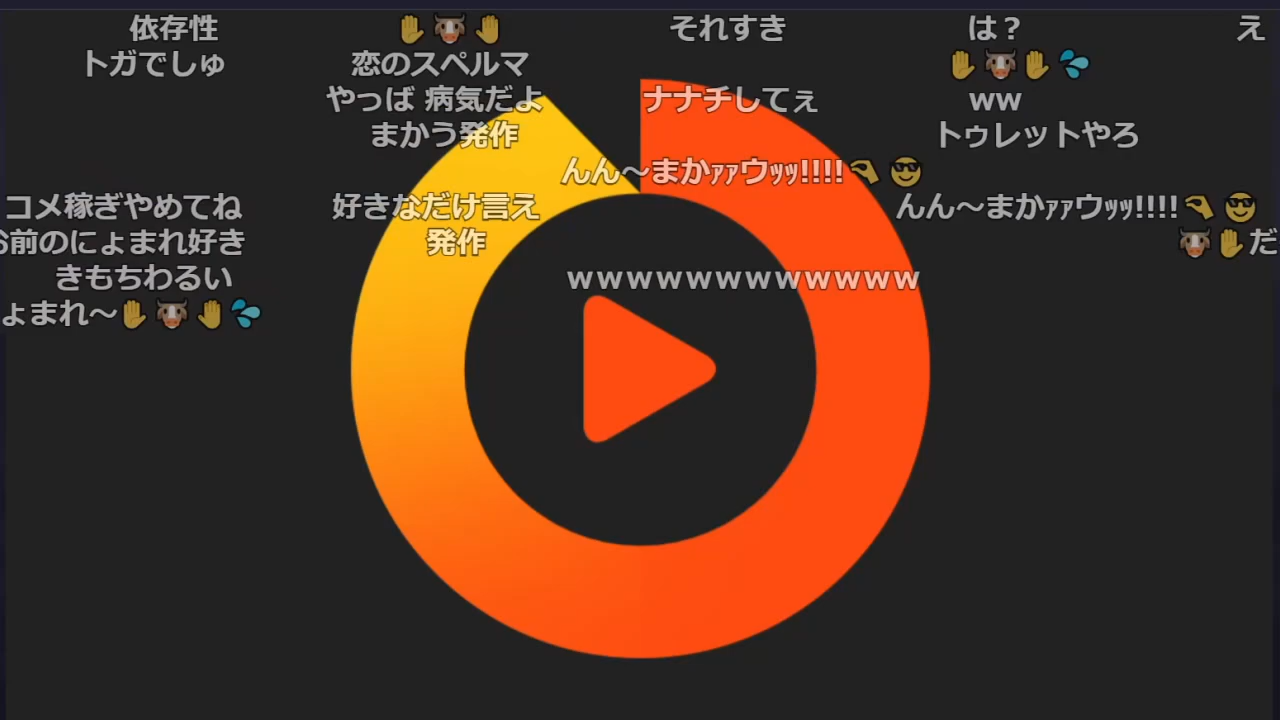 依存性
✋🐮🤚
それすき
は？
え
トガでしゅ
恋のスペルマ
✋🐮✋💦
やっぱ 病気だよ
ナナチしてぇ
ww
まかう発作
トゥレットやろ
んん～まかｧｧウｯｯ!!!!🤏😎
コメ稼ぎやめてね
好きなだけ言え
んん～まかｧｧウｯｯ!!!!🤏😎
お前のにょまれ好き
発作
🐮✋だ
きもちわるい
wwwwwwwwwwww
ょまれ～✋🐮🤚💦